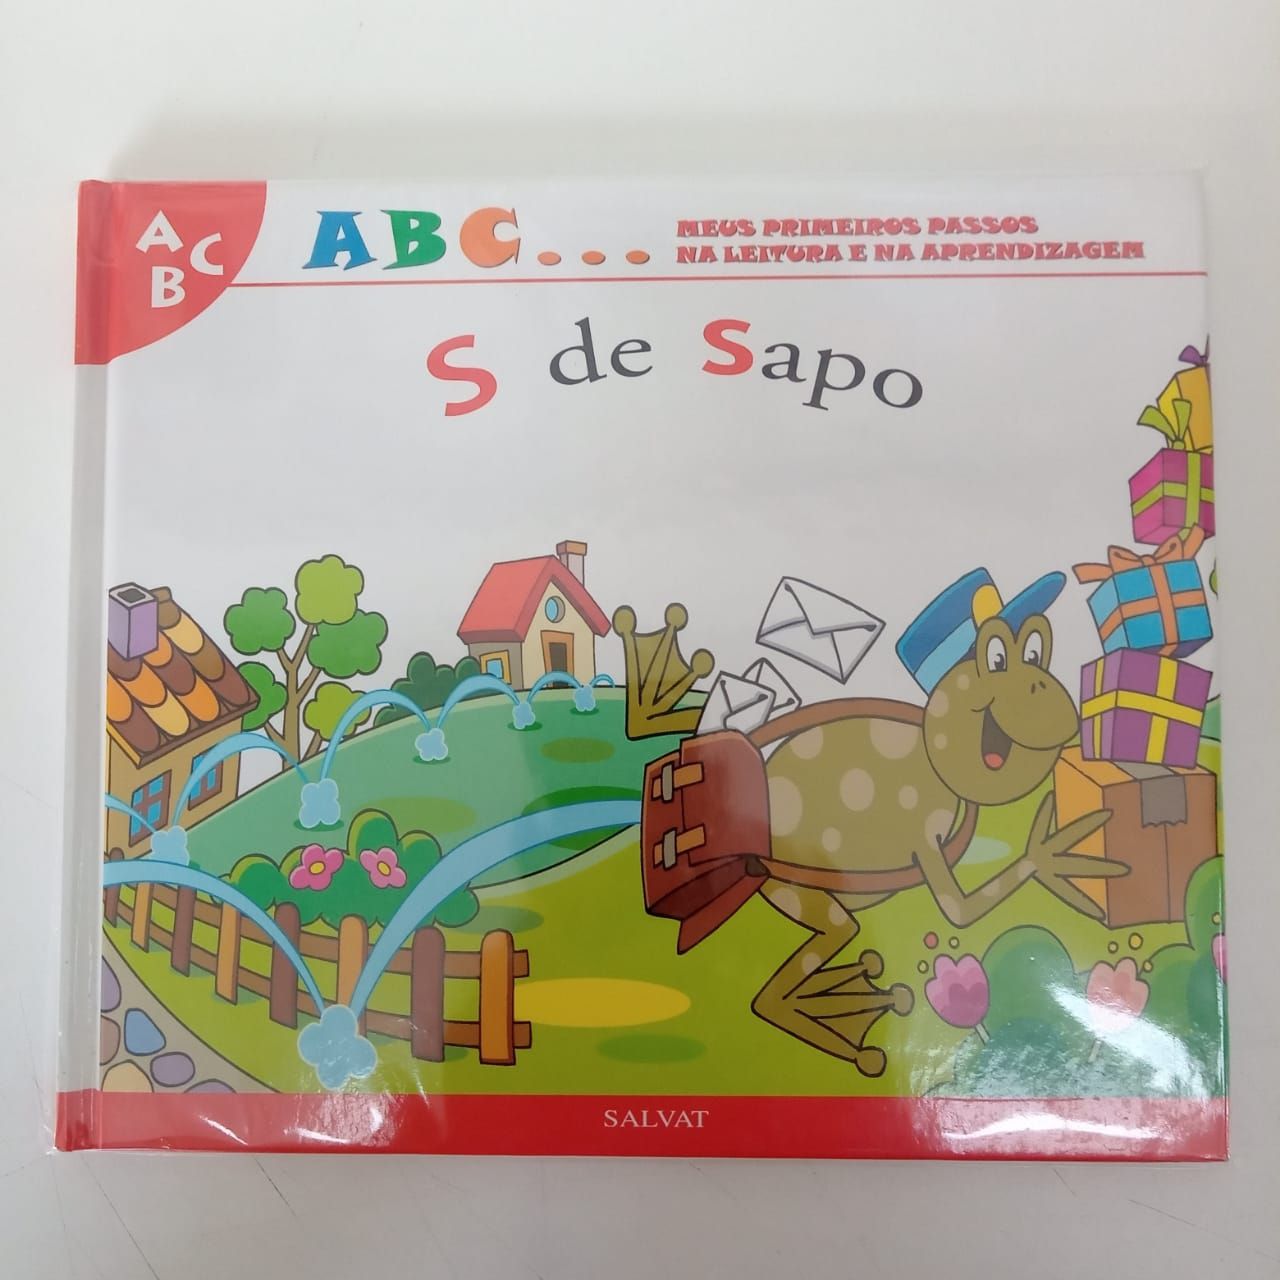 A
B C
ABC...
MEUS PRIMEIROS PASSOS
NA LEITURA E NA APRENDIZAGEM
S de Sapo
SALVAT